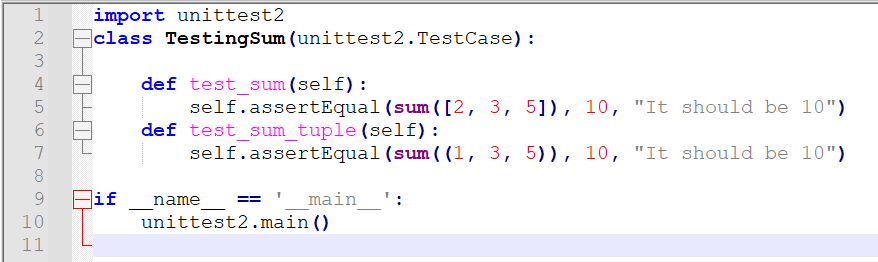 1 import unittest2
2 class TestingSum(unittest2.TestCase):
3
4     def test_sum(self):
5         self.assertEqual(sum([2, 3, 5]), 10, "It should be 10")
6     def test_sum_tuple(self):
7         self.assertEqual(sum((1, 3, 5)), 10, "It should be 10")
8
9 if __name__ == '__main__':
10     unittest2.main()
11